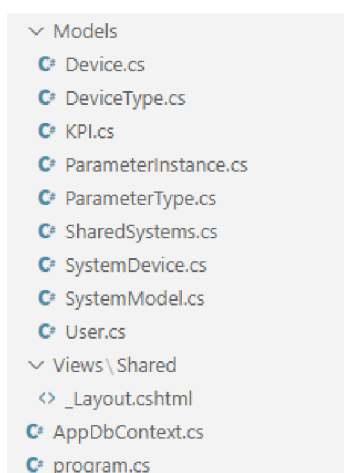 Models
Device.cs
DeviceType.cs
KPI.cs
ParameterInstance.cs
ParameterType.cs
SharedSystems.cs
SystemDevice.cs
SystemModel.cs
User.cs
Views\Shared
_Layout.cshtml
AppDbContext.cs
program.cs